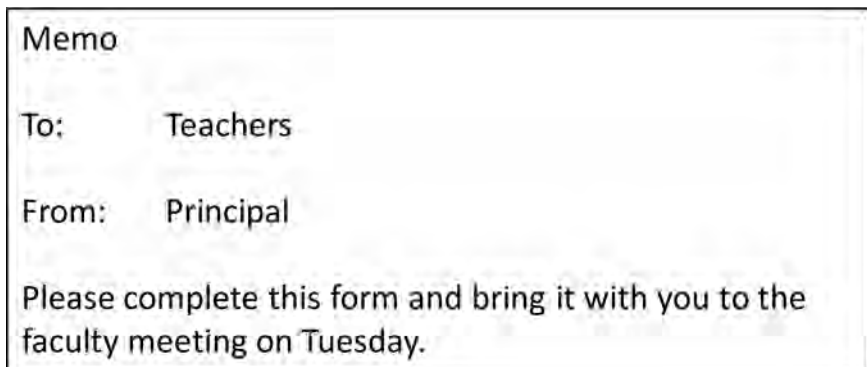 Memo
To: Teachers
From: Principal
Please complete this form and bring it with you to the
faculty meeting on Tuesday.